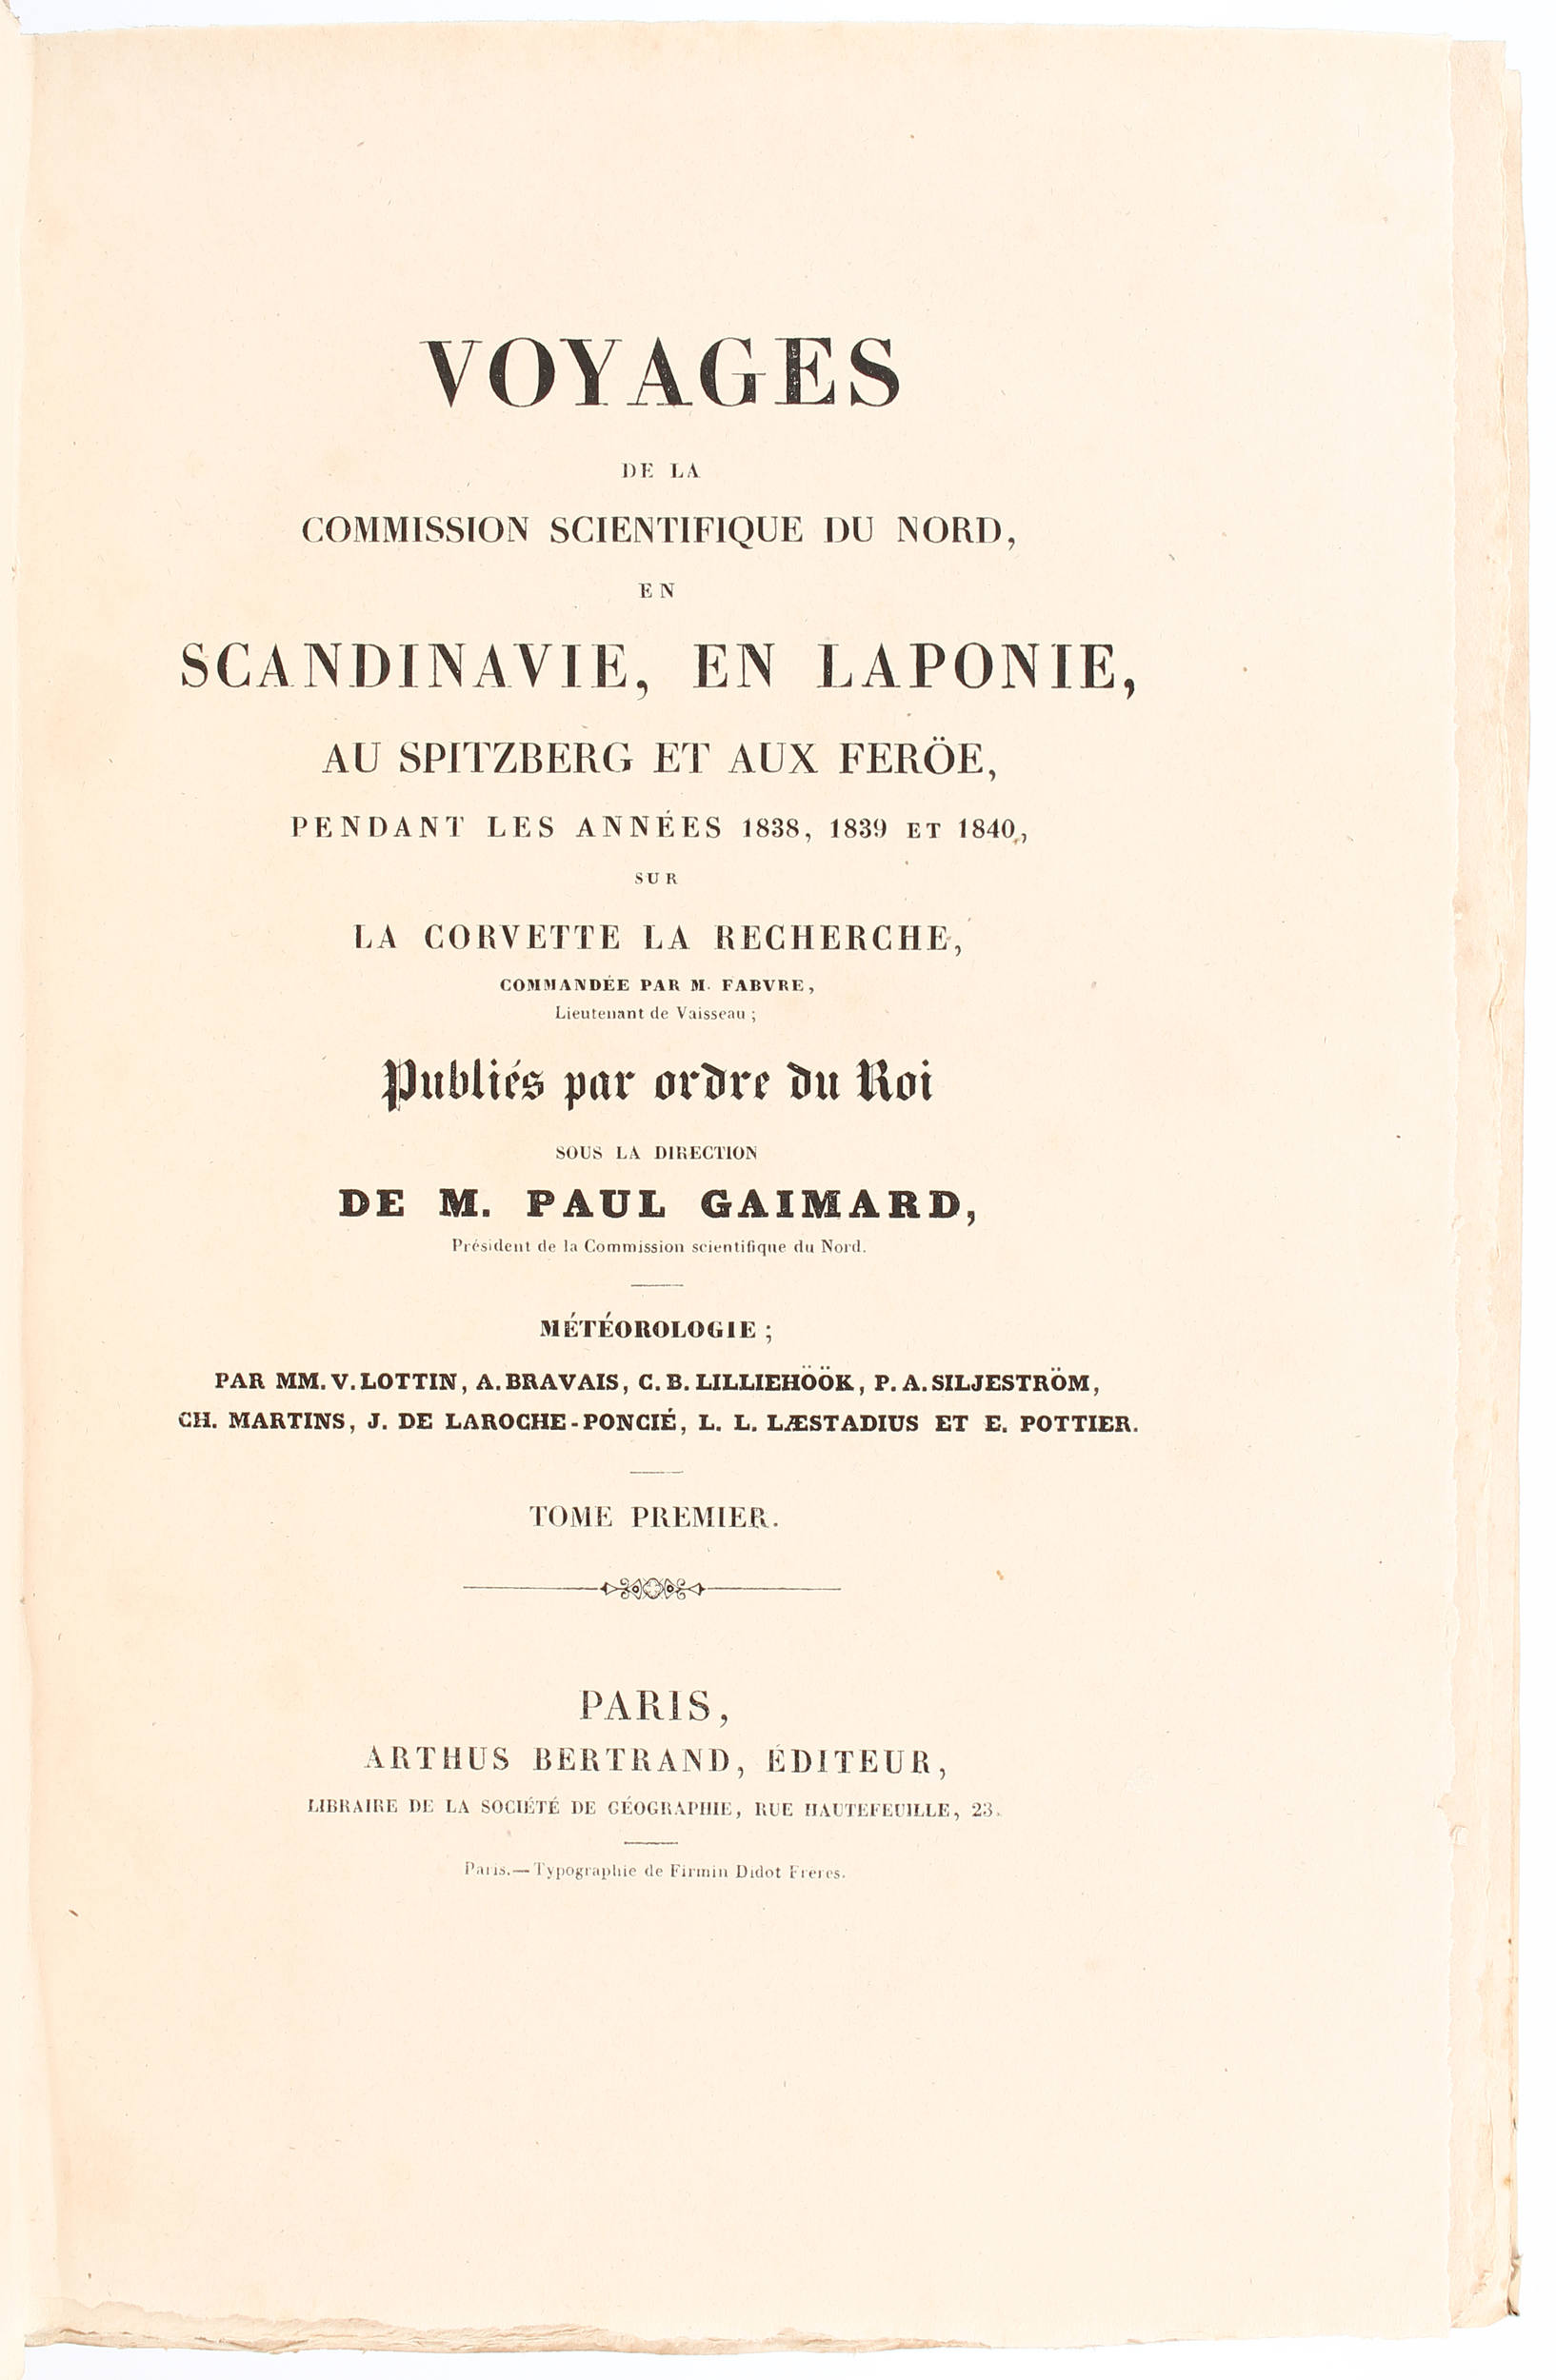 VOYAGES
DE LA
COMMISSION SCIENTIFIQUE DU NORD,
EN
SCANDINAVIE, EN LAPONIE,
AU SPITZBERG ET AUX FERÖE,
PENDANT LES ANNÉES 1838, 1839 ET 1840,
SUR
LA CORVETTE LA RECHERCHE,
COMMANDÉE PAR M. FABVRE,
Lieutenant de Vaisseau ;
Publiés par ordre du Roi
SOUS LA DIRECTION
DE M. PAUL GAIMARD,
Président de la Commission scientifique du Nord.
MÉTÉOROLOGIE ;
PAR MM. V. LOTTIN, A. BRAVAIS, C. B. LILLIEHÖÖK, P. A. SILJESTRÖM,
CH. MARTINS, J. DE LAROCHE-PONCIÉ, L. L. LÆSTADIUS ET E. POTTIER.
TOME PREMIER.
PARIS,
ARTHUS BERTRAND, ÉDITEUR,
LIBRAIRE DE LA SOCIÉTÉ DE GÉOGRAPHIE, RUE HAUTEFEUILLE, 23.
Paris.—Typographie de Firmin Didot Frères.